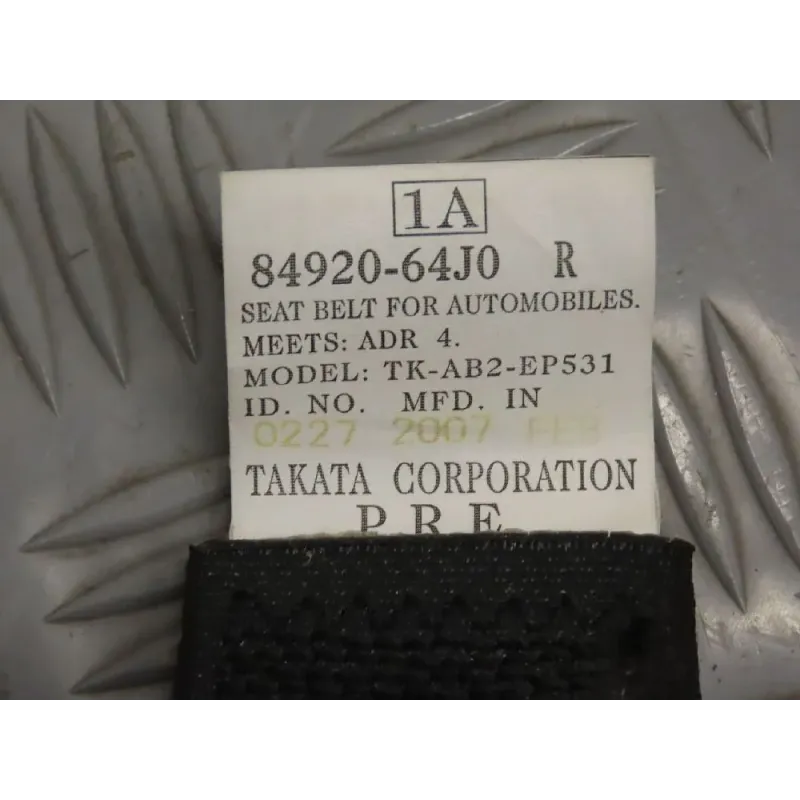 1A
84920-64J0 R
SEAT BELT FOR AUTOMOBILES.
MEETS: ADR 4.
MODEL: TK-AB2-EP531
ID. NO. MFD. IN
0227 2007 FEB
TAKATA CORPORATION
PRE